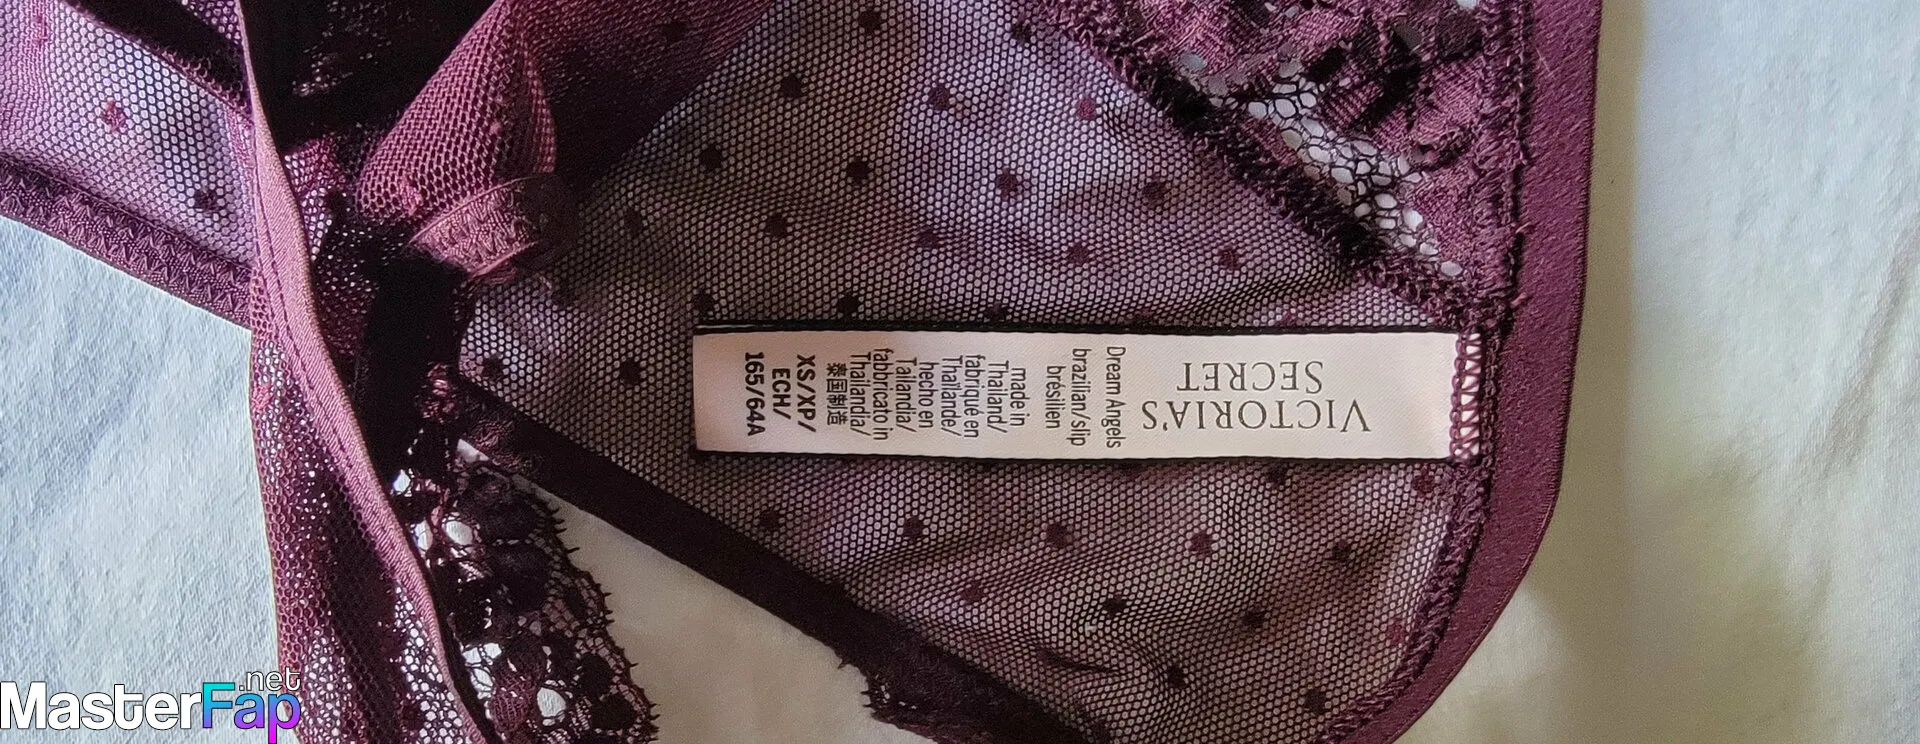 VICTORIA'S
SECRET
Dream Angels
brazilian/slip
brésilien
made in
Thailand/
fabriqué en
Thaïlande/
hecho en
Tailandia/
fabbricato in
Thailandia/
泰国制造
XS/XP/
ECH/
165/64A
MasterFap.net